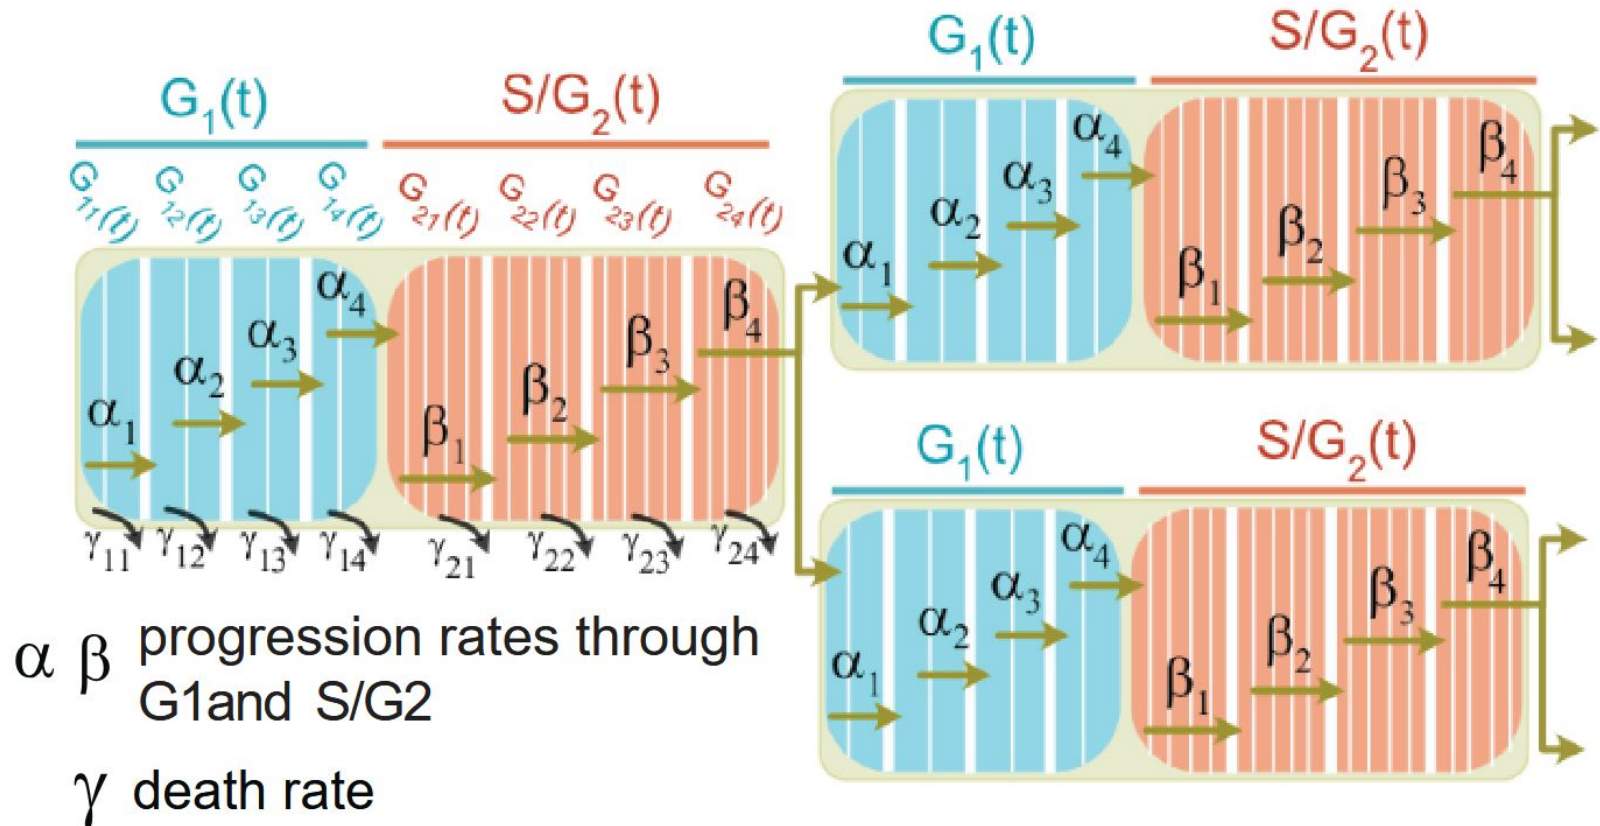 G₁(t) S/G₂(t)
G₁₁(t) G₁₂(t) G₁₃(t) G₁₄(t) G₂₁(t) G₂₂(t) G₂₃(t) G₂₄(t)
α₁ α₂ α₃ α₄ β₁ β₂ β₃ β₄
γ₁₁ γ₁₂ γ₁₃ γ₁₄ γ₂₁ γ₂₂ γ₂₃ γ₂₄
G₁(t) S/G₂(t)
α₁ α₂ α₃ α₄ β₁ β₂ β₃ β₄
G₁(t) S/G₂(t)
α₁ α₂ α₃ α₄ β₁ β₂ β₃ β₄
α β progression rates through
G1and S/G2
γ death rate